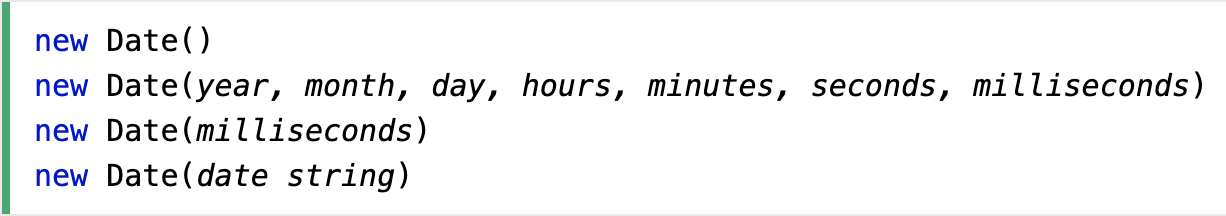 new Date()
new Date(year, month, day, hours, minutes, seconds, milliseconds)
new Date(milliseconds)
new Date(date string)